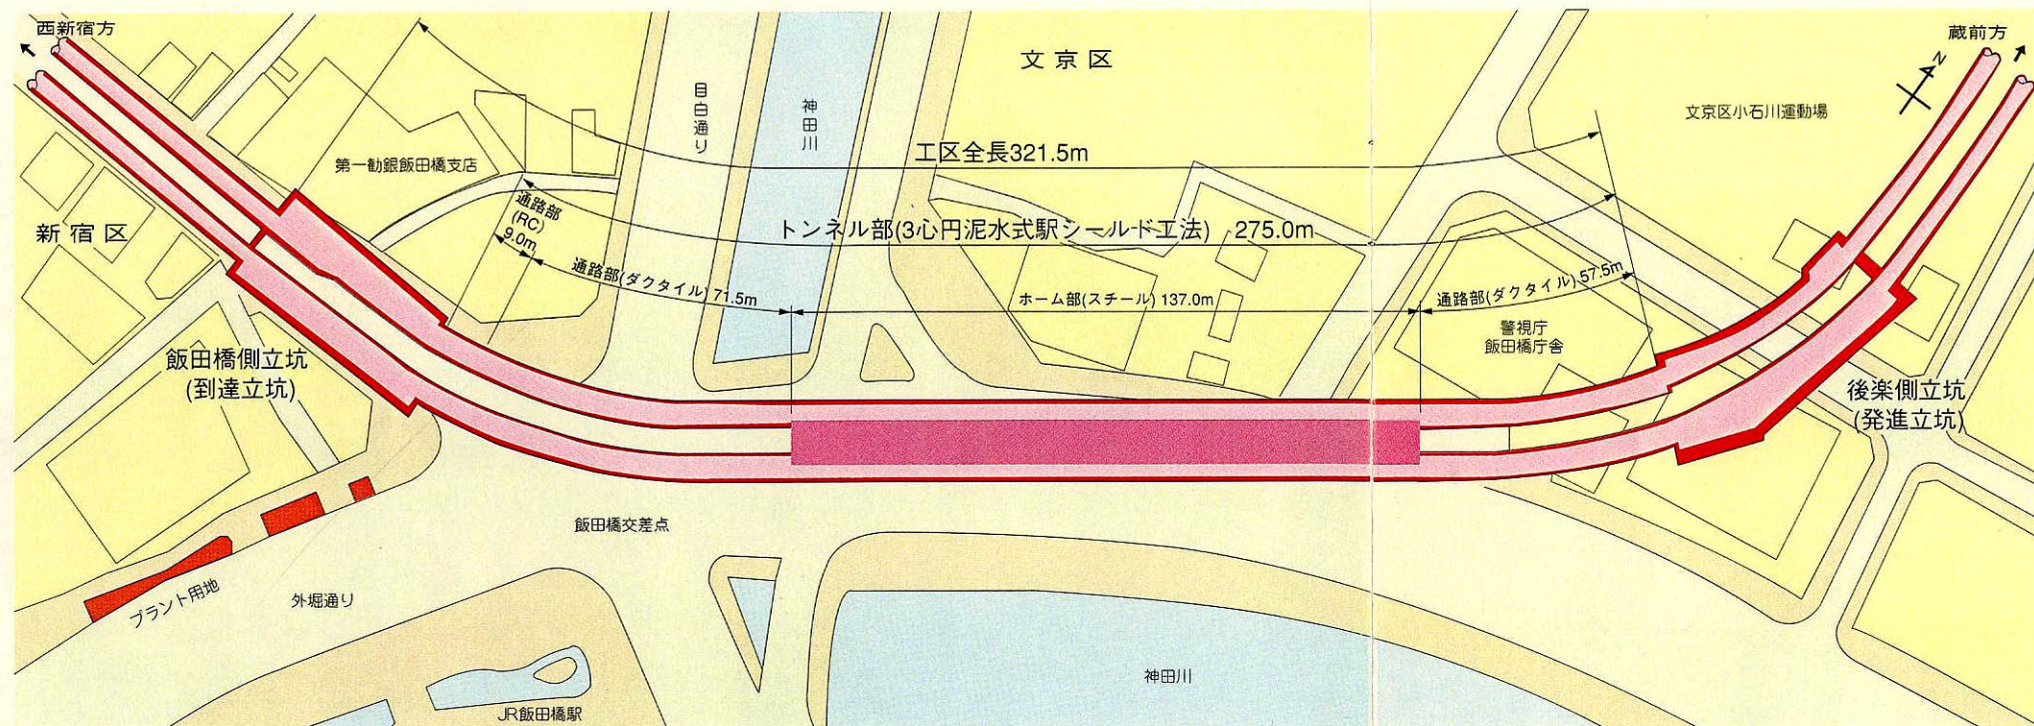 西新宿方
文京区
蔵前方
N
目白通り
神田川
文京区小石川運動場
工区全長321.5m
第一勧銀飯田橋支店
通路部
(RC)
9.0m
トンネル部(3心円泥水式駅シールド工法) 275.0m
新宿区
通路部(ダクタイル) 71.5m
ホーム部(スチール) 137.0m
通路部(ダクタイル) 57.5m
警視庁
飯田橋庁舎
飯田橋側立坑
(到達立坑)
後楽側立坑
(発進立坑)
飯田橋交差点
プラント用地
外堀通り
神田川
JR飯田橋駅